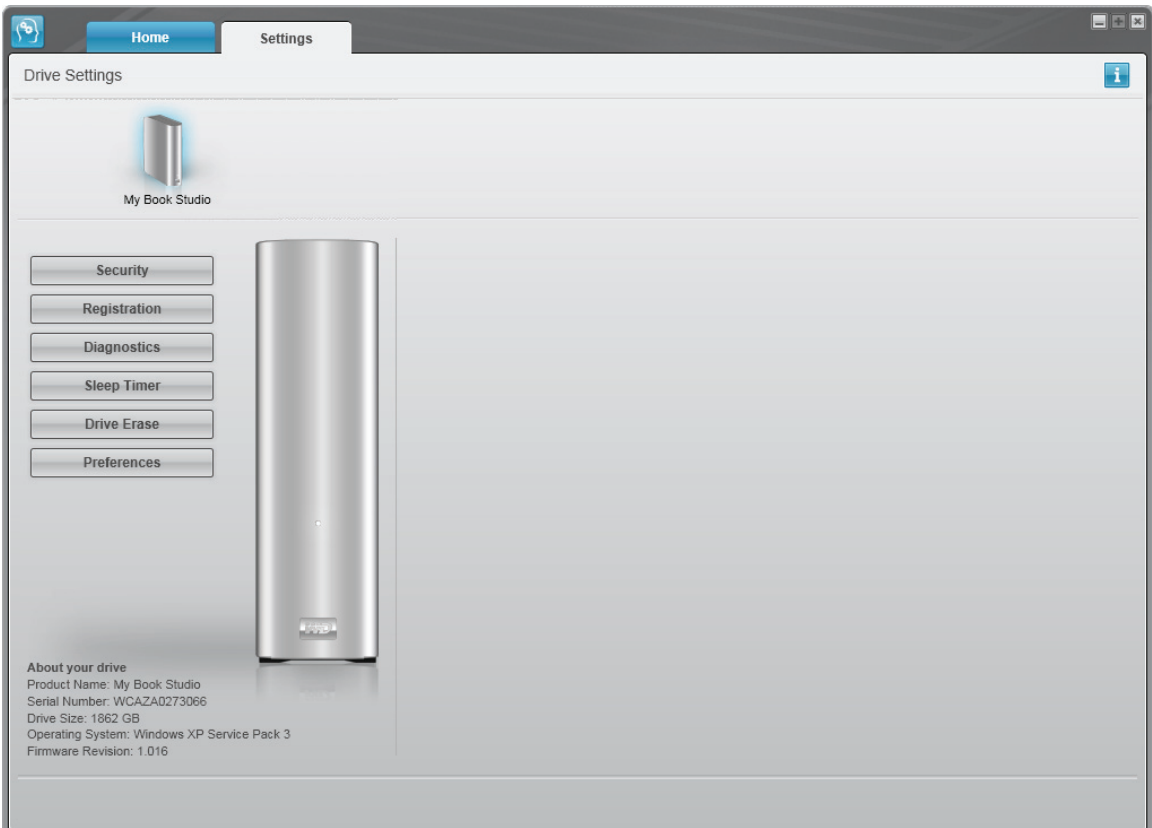 Home
Settings
Drive Settings
My Book Studio
Security
Registration
Diagnostics
Sleep Timer
Drive Erase
Preferences
WD
About your drive
Product Name: My Book Studio
Serial Number: WCAZA0273066
Drive Size: 1862 GB
Operating System: Windows XP Service Pack 3
Firmware Revision: 1.016